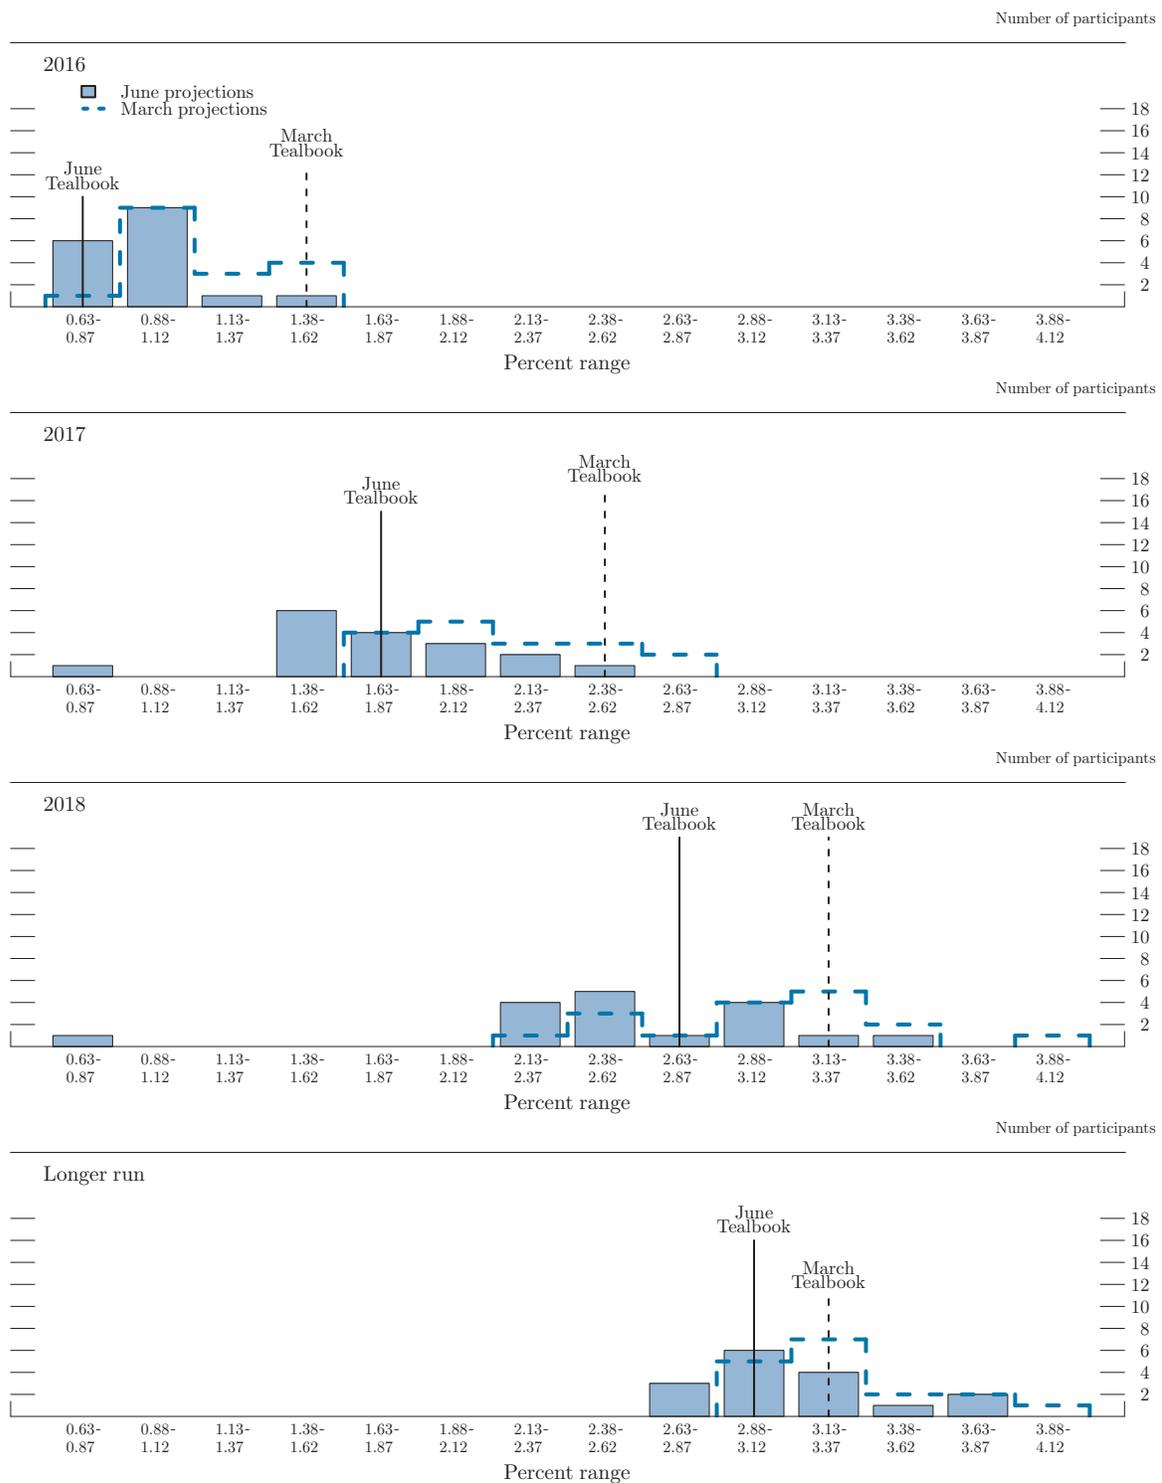 Number of participants
2016
June projections
March projections
March
Tealbook
June
Tealbook
18
16
14
12
10
8
6
4
2
0.63- 0.88- 1.13- 1.38- 1.63- 1.88- 2.13- 2.38- 2.63- 2.88- 3.13- 3.38- 3.63- 3.88-
0.87 1.12 1.37 1.62 1.87 2.12 2.37 2.62 2.87 3.12 3.37 3.62 3.87 4.12
Percent range
Number of participants
2017
March
Tealbook
June
Tealbook
18
16
14
12
10
8
6
4
2
0.63- 0.88- 1.13- 1.38- 1.63- 1.88- 2.13- 2.38- 2.63- 2.88- 3.13- 3.38- 3.63- 3.88-
0.87 1.12 1.37 1.62 1.87 2.12 2.37 2.62 2.87 3.12 3.37 3.62 3.87 4.12
Percent range
Number of participants
2018
June March
Tealbook Tealbook
18
16
14
12
10
8
6
4
2
0.63- 0.88- 1.13- 1.38- 1.63- 1.88- 2.13- 2.38- 2.63- 2.88- 3.13- 3.38- 3.63- 3.88-
0.87 1.12 1.37 1.62 1.87 2.12 2.37 2.62 2.87 3.12 3.37 3.62 3.87 4.12
Percent range
Number of participants
Longer run
June
Tealbook
March
Tealbook
18
16
14
12
10
8
6
4
2
0.63- 0.88- 1.13- 1.38- 1.63- 1.88- 2.13- 2.38- 2.63- 2.88- 3.13- 3.38- 3.63- 3.88-
0.87 1.12 1.37 1.62 1.87 2.12 2.37 2.62 2.87 3.12 3.37 3.62 3.87 4.12
Percent range